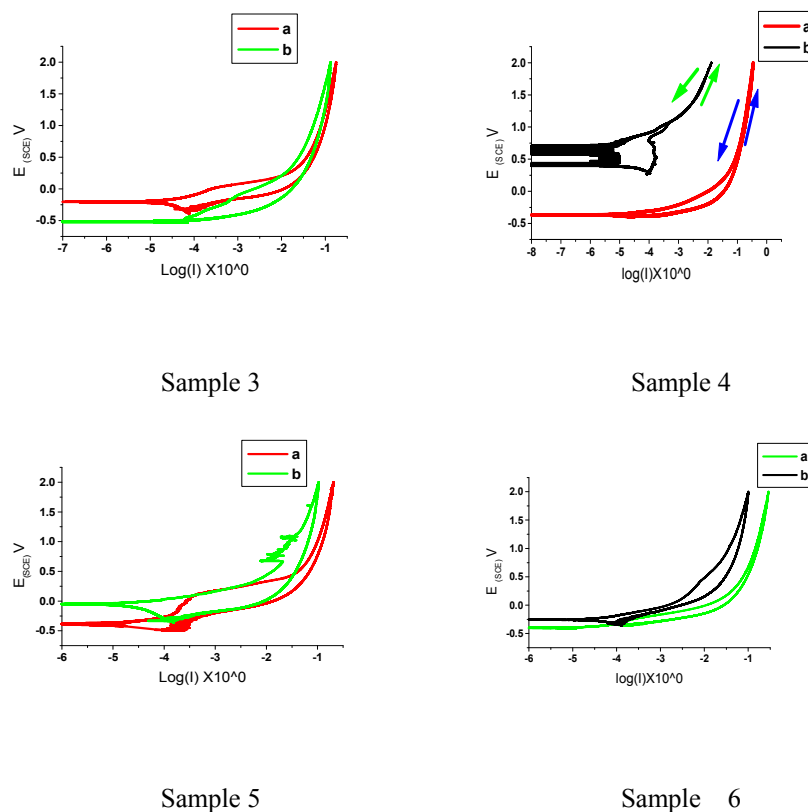 a
b
2.0
1.5
1.0
0.5
0.0
-0.5
E (SCE) V
-7 -6 -5 -4 -3 -2 -1
Log(I) X10^0
Sample 3
a
b
2.0
1.5
1.0
0.5
0.0
-0.5
E (SCE) V
-8 -7 -6 -5 -4 -3 -2 -1 0
log(I)X10^0
Sample 4
a
b
2.0
1.5
1.0
0.5
0.0
-0.5
E (SCE) V
-6 -5 -4 -3 -2 -1
Log(I) X10^0
Sample 5
a
b
2.0
1.5
1.0
0.5
0.0
-0.5
E (SCE) V
-6 -5 -4 -3 -2 -1
log(I)X10^0
Sample 6